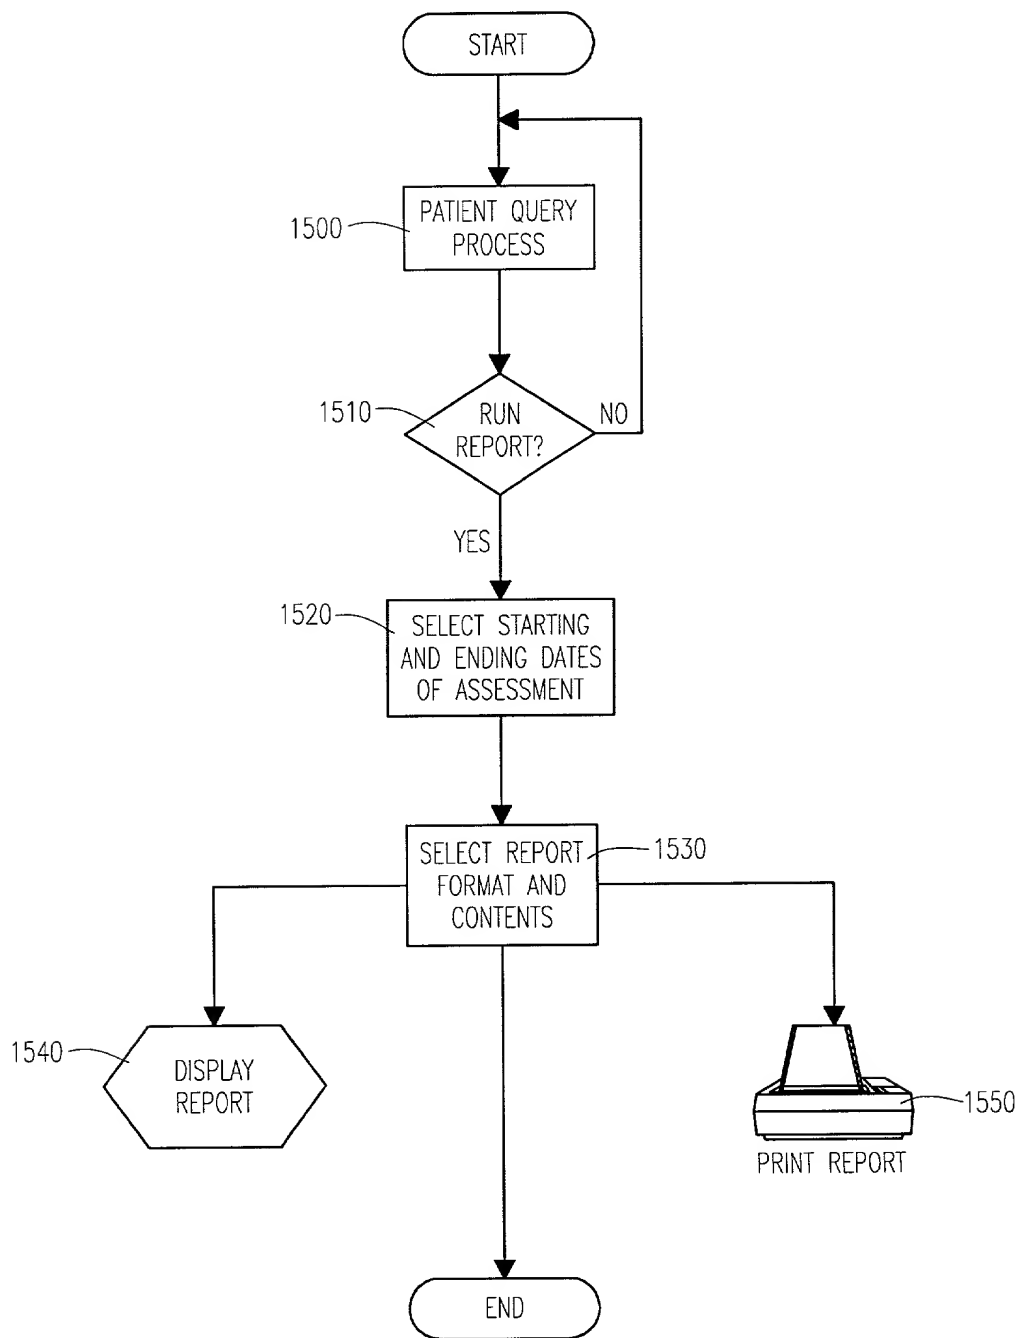 START
PATIENT QUERY
PROCESS
1500
RUN
REPORT?
1510
NO
YES
1520
SELECT STARTING
AND ENDING DATES
OF ASSESSMENT
SELECT REPORT
FORMAT AND
CONTENTS
1530
1540
DISPLAY
REPORT
1550
PRINT REPORT
END